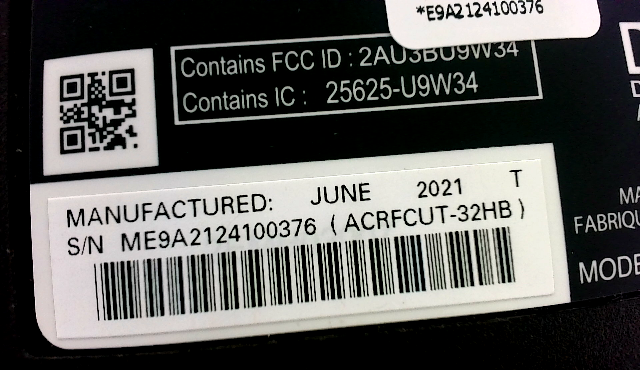 *E9A2124100376
Contains FCC ID : 2AU3BU9W34
Contains IC : 25625-U9W34
MANUFACTURED: JUNE 2021 T
S/N ME9A2124100376 ( ACRFCUT-32HB )
MA
FABRIQU
MODE